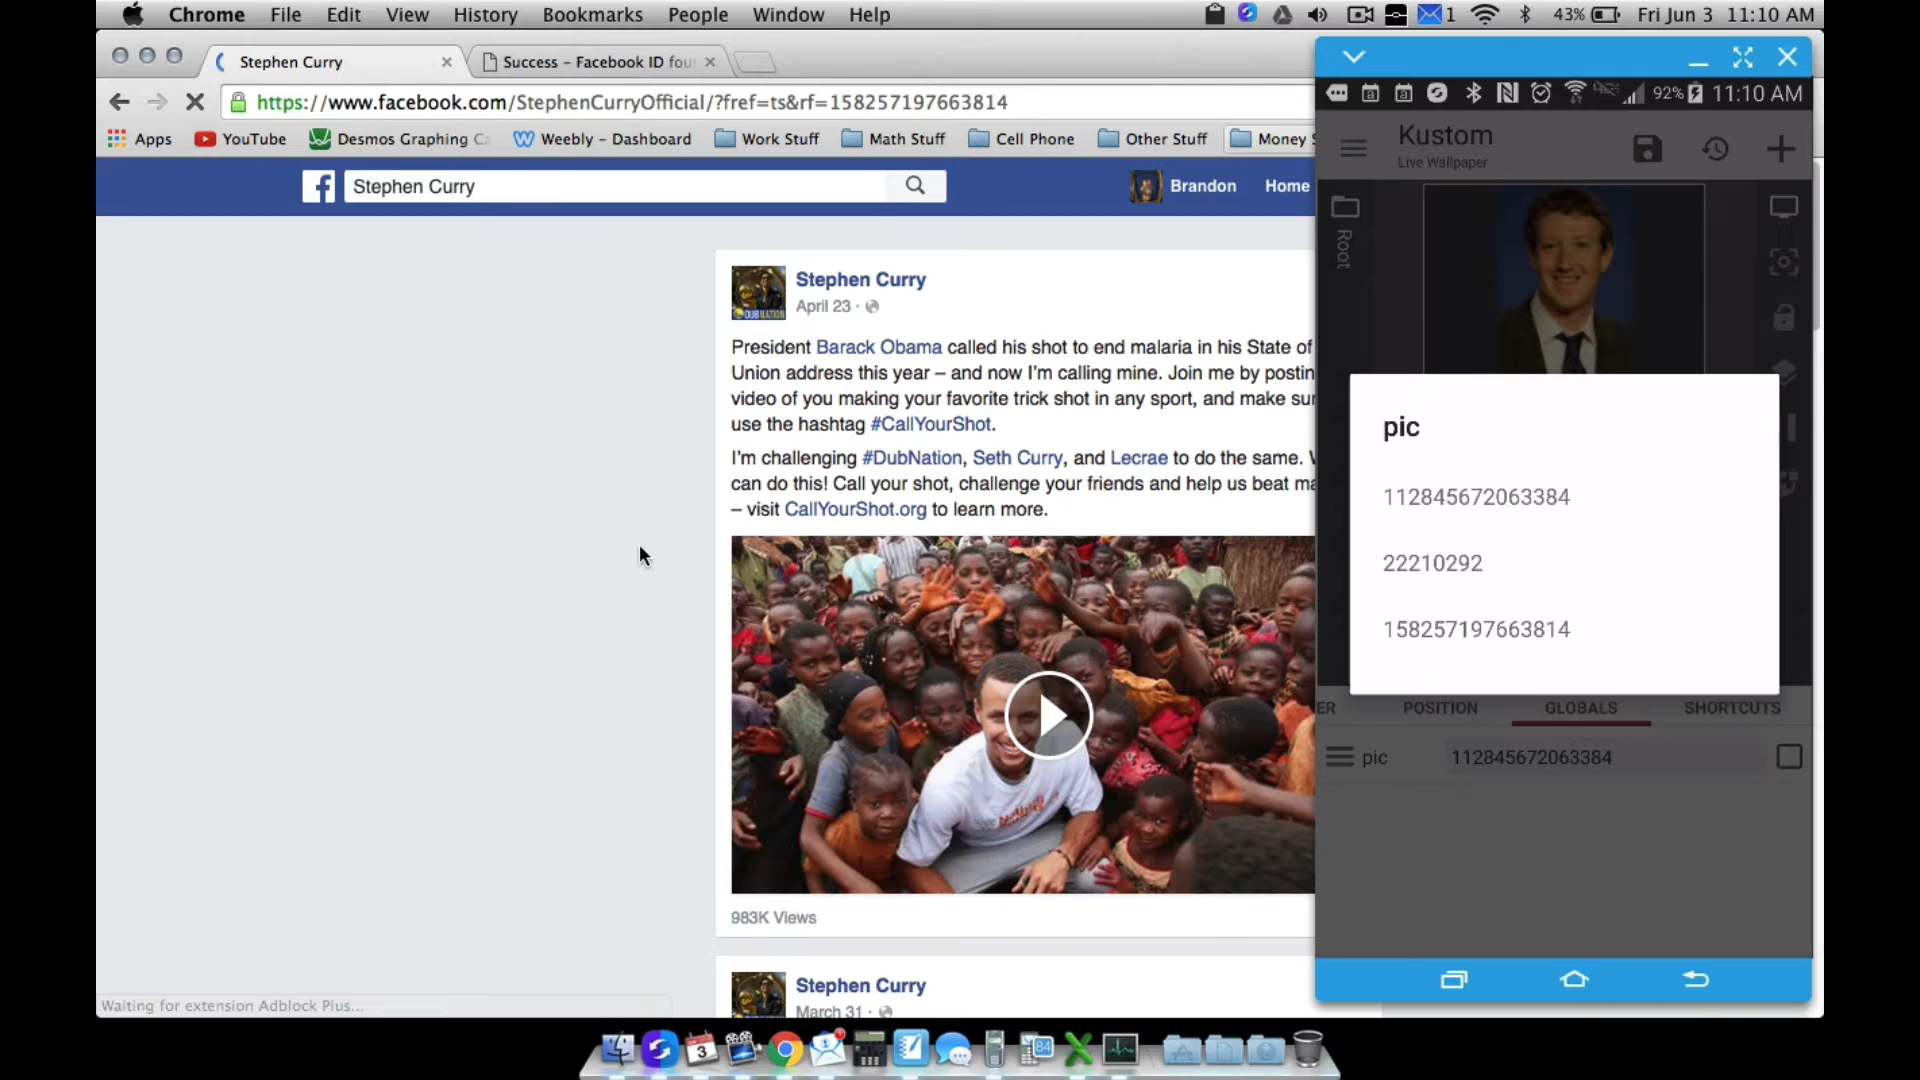 Chrome File Edit View History Bookmarks People Window Help
1 43% Fri Jun 3 11:10 AM
Stephen Curry
Success – Facebook ID fou
https://www.facebook.com/StephenCurryOfficial/?fref=ts&rf=158257197663814
Apps YouTube Desmos Graphing Ca Weebly – Dashboard Work Stuff Math Stuff Cell Phone Other Stuff Money S
Stephen Curry
Brandon Home
Stephen Curry
April 23 ·
President Barack Obama called his shot to end malaria in his State of
Union address this year – and now I'm calling mine. Join me by postin
video of you making your favorite trick shot in any sport, and make sur
use the hashtag #CallYourShot.
I'm challenging #DubNation, Seth Curry, and Lecrae to do the same. W
can do this! Call your shot, challenge your friends and help us beat ma
– visit CallYourShot.org to learn more.
983K Views
Stephen Curry
March 31 ·
Waiting for extension Adblock Plus...
92% 11:10 AM
Kustom
Live Wallpaper
Root
pic
112845672063384
22210292
158257197663814
ER POSITION GLOBALS SHORTCUTS
pic 112845672063384
3
84